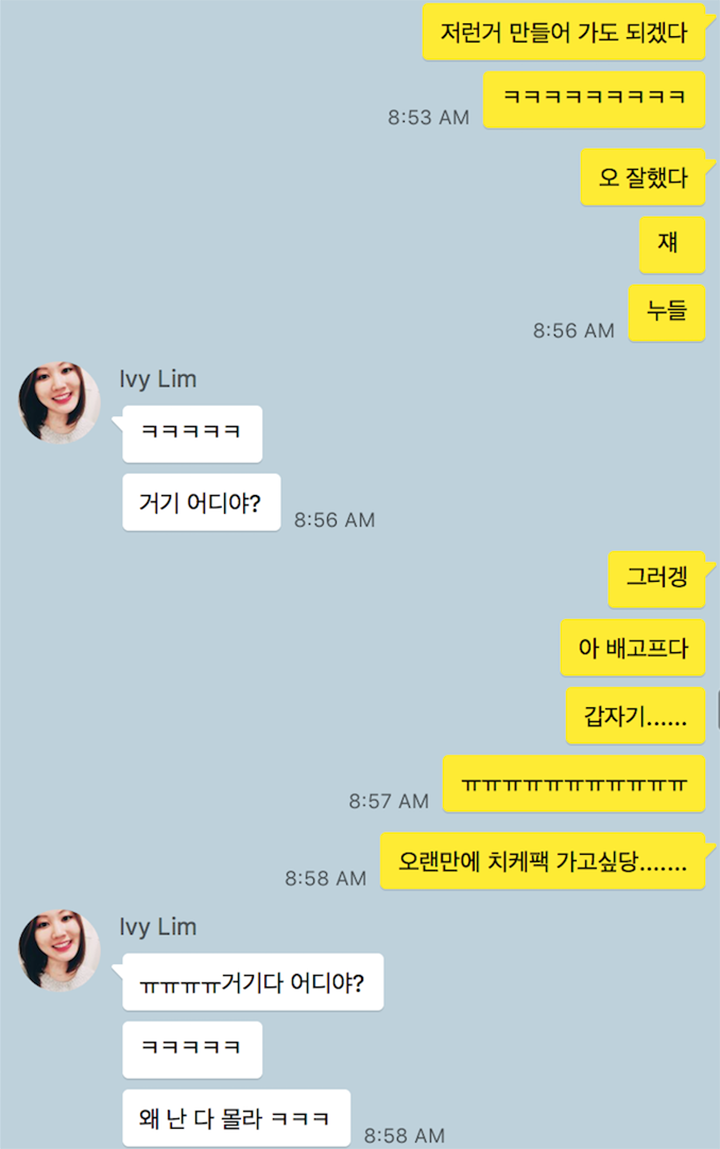 저런거 만들어 가도 되겠다
ㅋㅋㅋㅋㅋㅋㅋㅋㅋ
8:53 AM
오 잘했다
쟤
누들
8:56 AM
Ivy Lim
ㅋㅋㅋㅋㅋ
거기 어디야?
8:56 AM
그러겡
아 배고프다
갑자기......
ㅠㅠㅠㅠㅠㅠㅠㅠㅠㅠㅠ
8:57 AM
오랜만에 치케팩 가고싶당.......
8:58 AM
Ivy Lim
ㅠㅠㅠㅠ거기다 어디야?
ㅋㅋㅋㅋㅋ
왜 난 다 몰라 ㅋㅋㅋ
8:58 AM